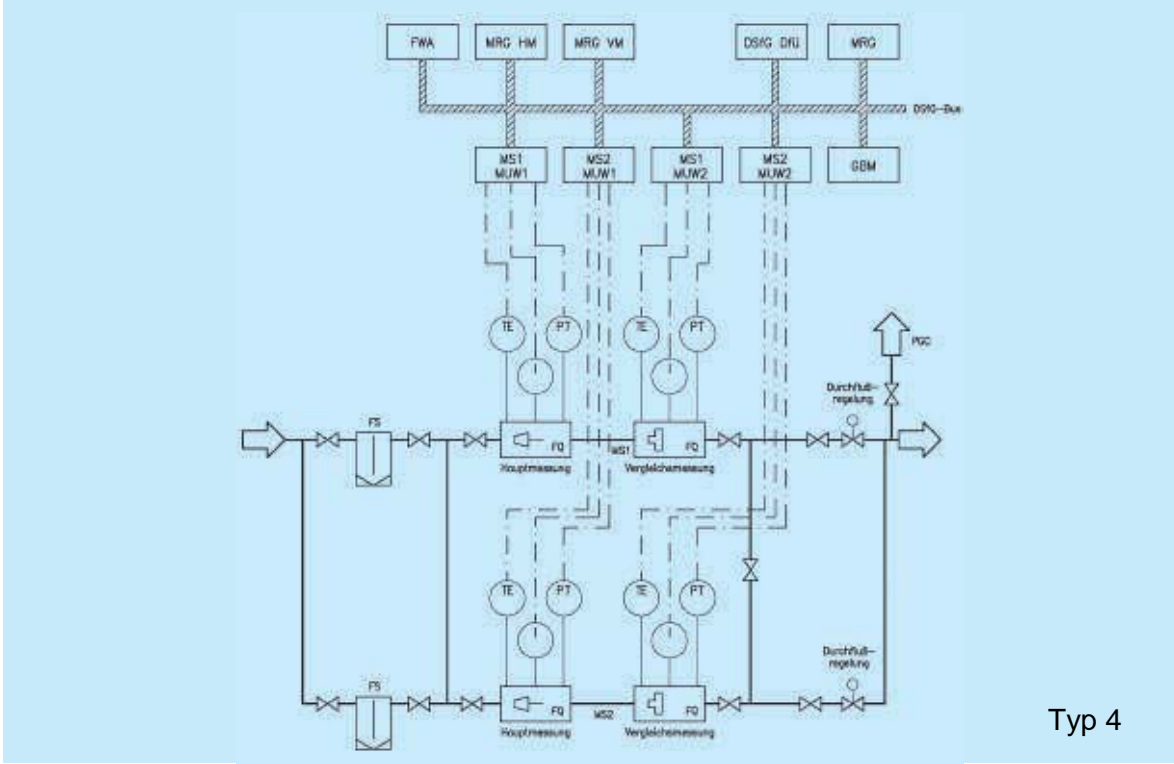 FWA
MRG HM
MRG VM
DSfG DfÜ
MRG
DSfG-Bus
MS1
MUW1
MS2
MUW1
MS1
MUW2
MS2
MUW2
GBM
TE
PT
TE
PT
PGC
Durchfluß-
regelung
FS
FQ
MS1
FQ
Hauptmessung
Vergleichsmessung
TE
PT
TE
PT
Durchfluß-
regelung
FS
FQ
MS2
FQ
Hauptmessung
Vergleichsmessung
Typ 4